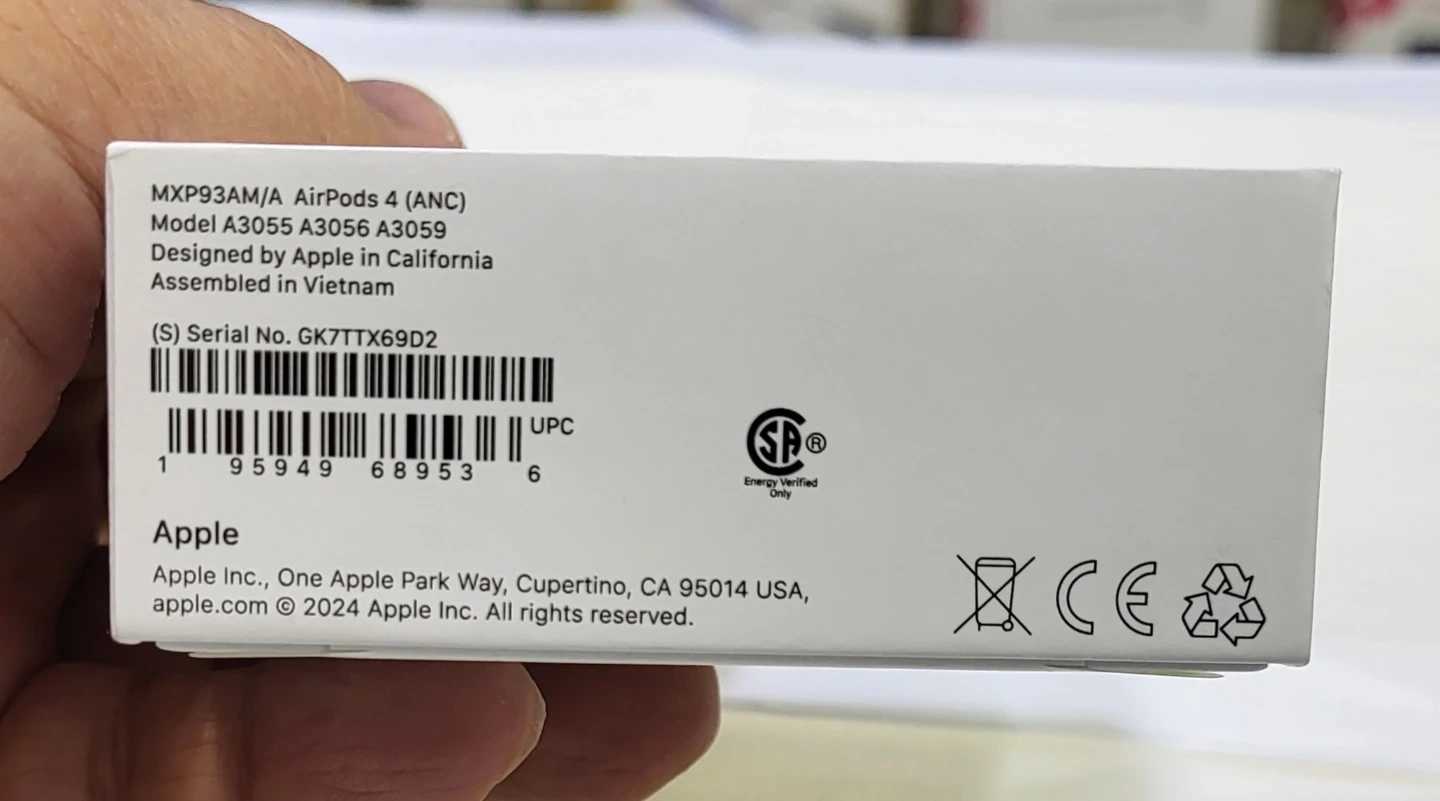 MXP93AM/A AirPods 4 (ANC)
Model A3055 A3056 A3059
Designed by Apple in California
Assembled in Vietnam
(S) Serial No. GK7TTX69D2
UPC
1 95949 68953 6
SA®
Energy Verified
Only
Apple
Apple Inc., One Apple Park Way, Cupertino, CA 95014 USA,
apple.com © 2024 Apple Inc. All rights reserved.
CE